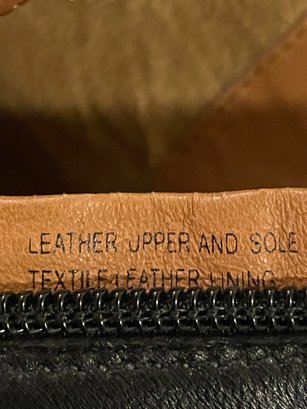 LEATHER UPPER AND SOLE
TEXTILE LEATHER LINING